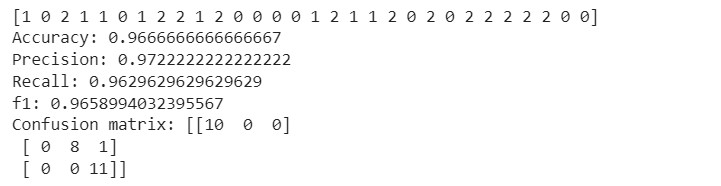 [1 0 2 1 1 0 1 2 2 1 2 0 0 0 0 1 2 1 1 2 0 2 0 2 2 2 2 2 0 0]
Accuracy: 0.9666666666666667
Precision: 0.9722222222222222
Recall: 0.9629629629629629
f1: 0.9658994032395567
Confusion matrix: [[10  0  0]
 [ 0  8  1]
 [ 0  0 11]]